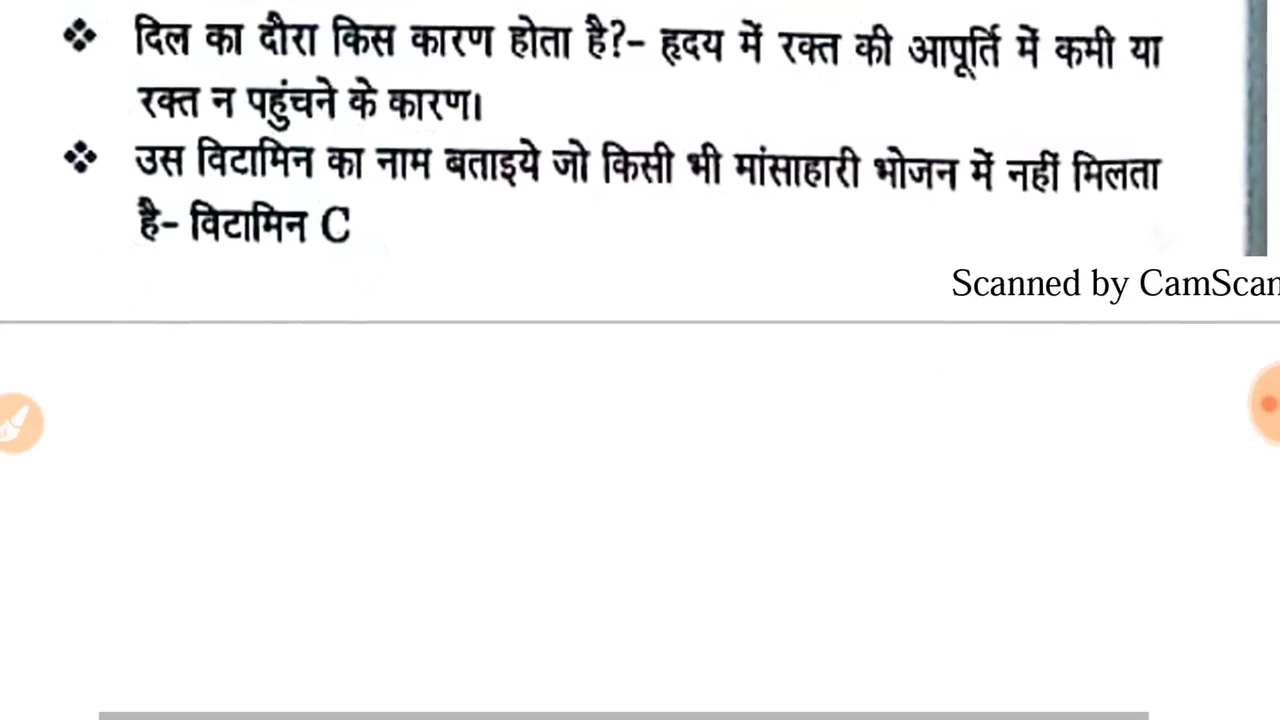 ❖ दिल का दौरा किस कारण होता है?- हृदय में रक्त की आपूर्ति में कमी या
रक्त न पहुंचने के कारण।
❖ उस विटामिन का नाम बताइये जो किसी भी मांसाहारी भोजन में नहीं मिलता
है- विटामिन C
Scanned by CamScan